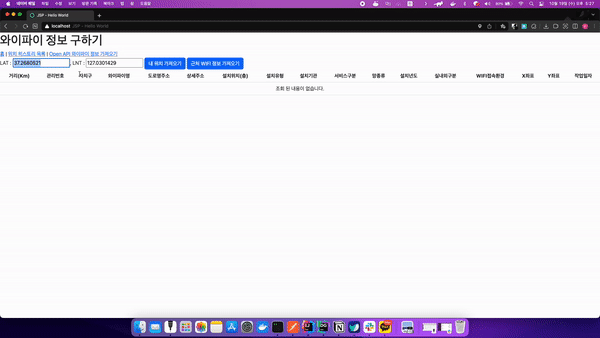 JSP - Hello World
localhost JSP - Hello World
와이파이 정보 구하기
홈 | 위치 히스토리 목록 | Open API 와이파이 정보 가져오기
LAT : 37.2680521 , LNT : 127.0301429 내 위치 가져오기 근처 WIFI 정보 보기
거리(Km) 관리번호 자치구 와이파이명 도로명주소 상세주소 설치위치(층) 설치유형 설치기관 서비스구분 망종류 설치년도 실내외구분 WIFI접속환경 X좌표 Y좌표 작업일자
조회 된 내용이 없습니다.